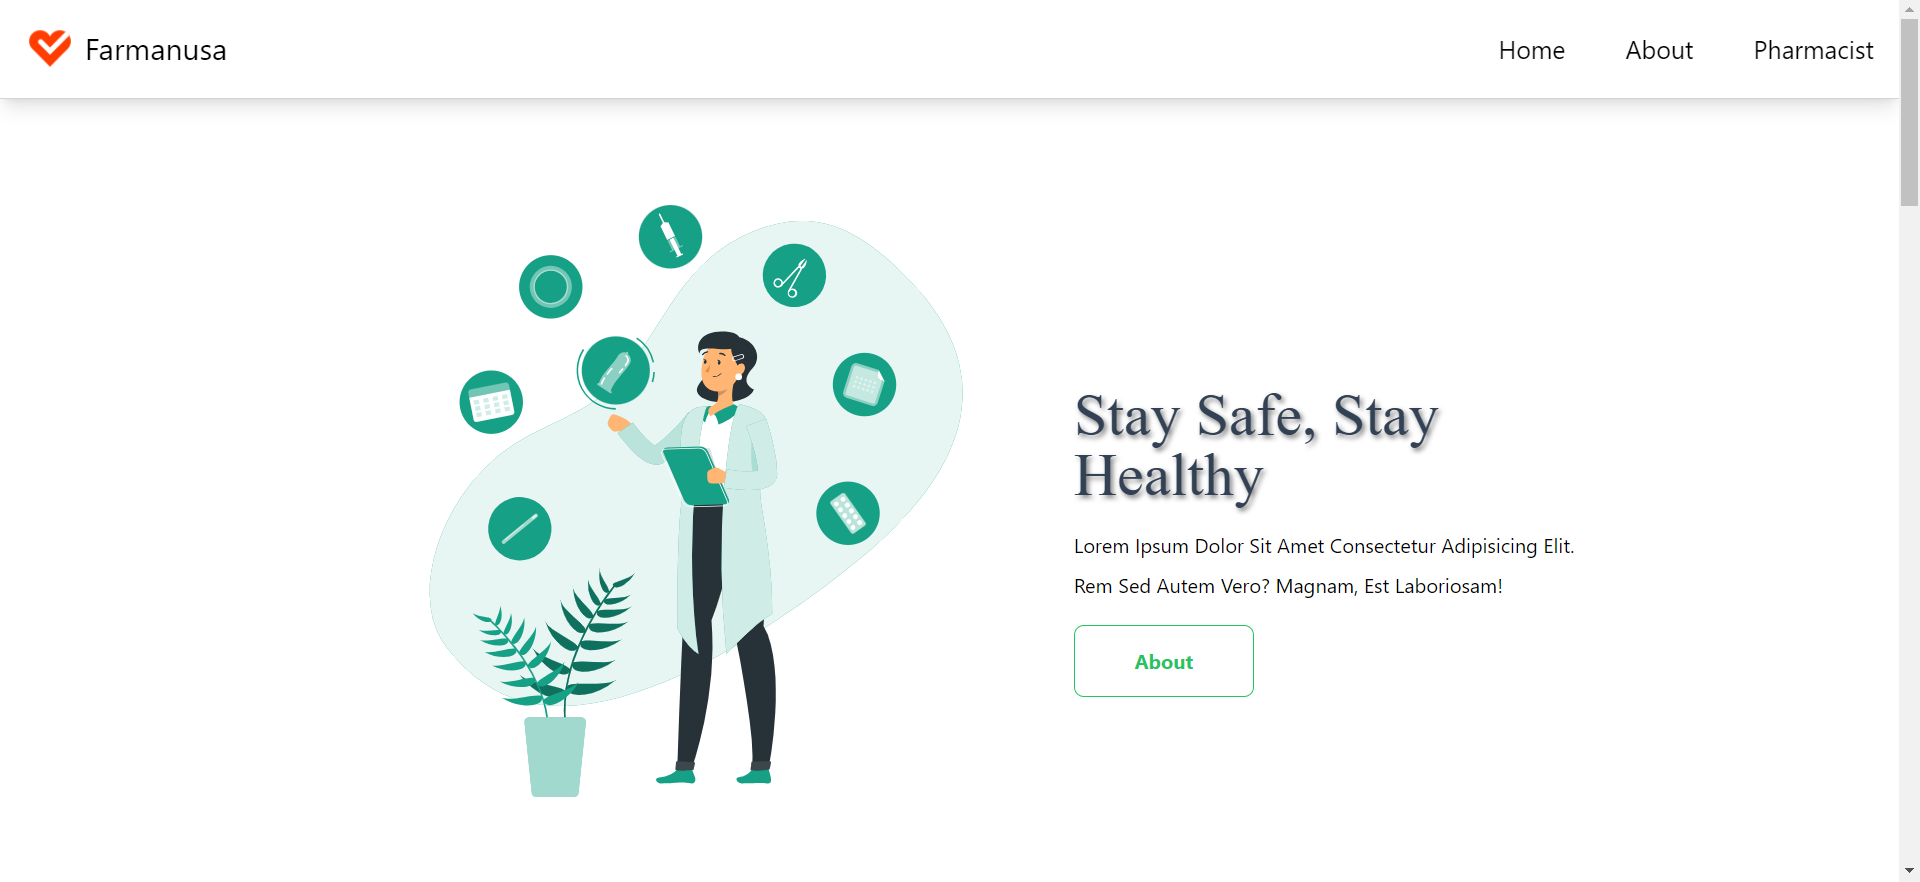 Farmanusa
Home About Pharmacist
Stay Safe, Stay
Healthy
Lorem Ipsum Dolor Sit Amet Consectetur Adipisicing Elit.
Rem Sed Autem Vero? Magnam, Est Laboriosam!
About